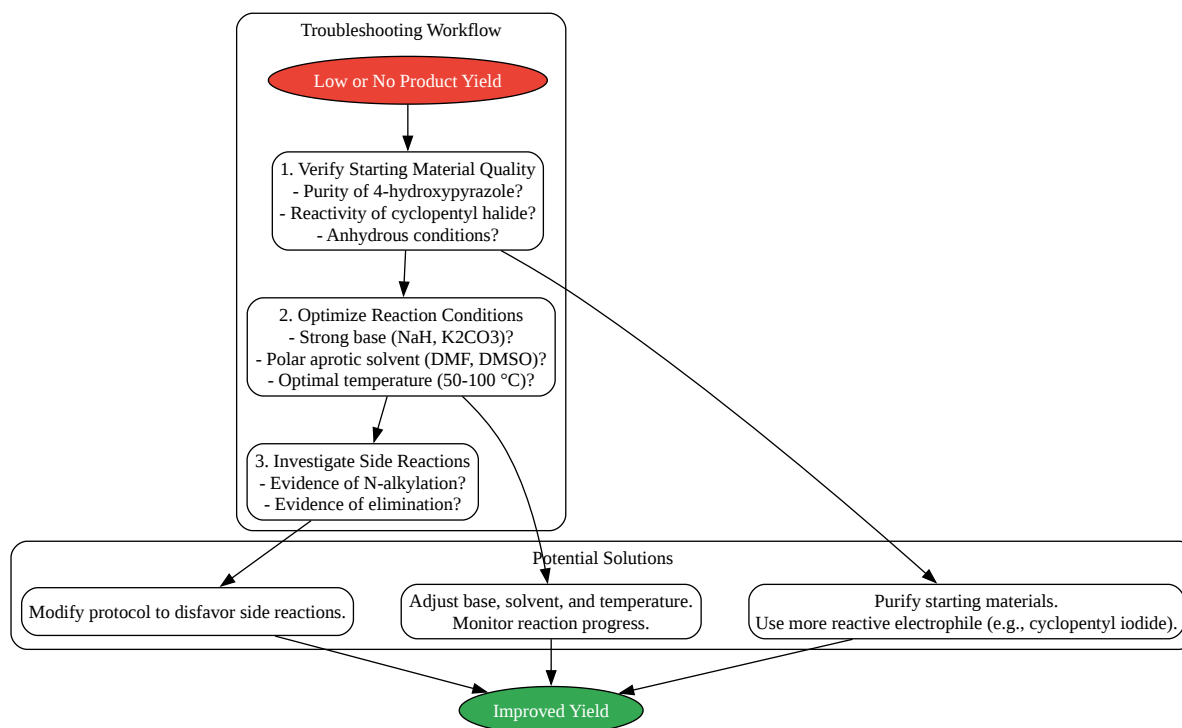 Troubleshooting Workflow
Low or No Product Yield
1. Verify Starting Material Quality
- Purity of 4-hydroxypyrazole?
- Reactivity of cyclopentyl halide?
- Anhydrous conditions?
2. Optimize Reaction Conditions
- Strong base (NaH, K2CO3)?
- Polar aprotic solvent (DMF, DMSO)?
- Optimal temperature (50-100 °C)?
3. Investigate Side Reactions
- Evidence of N-alkylation?
- Evidence of elimination?
Potential Solutions
Modify protocol to disfavor side reactions.
Adjust base, solvent, and temperature.
Monitor reaction progress.
Purify starting materials.
Use more reactive electrophile (e.g., cyclopentyl iodide).
Improved Yield